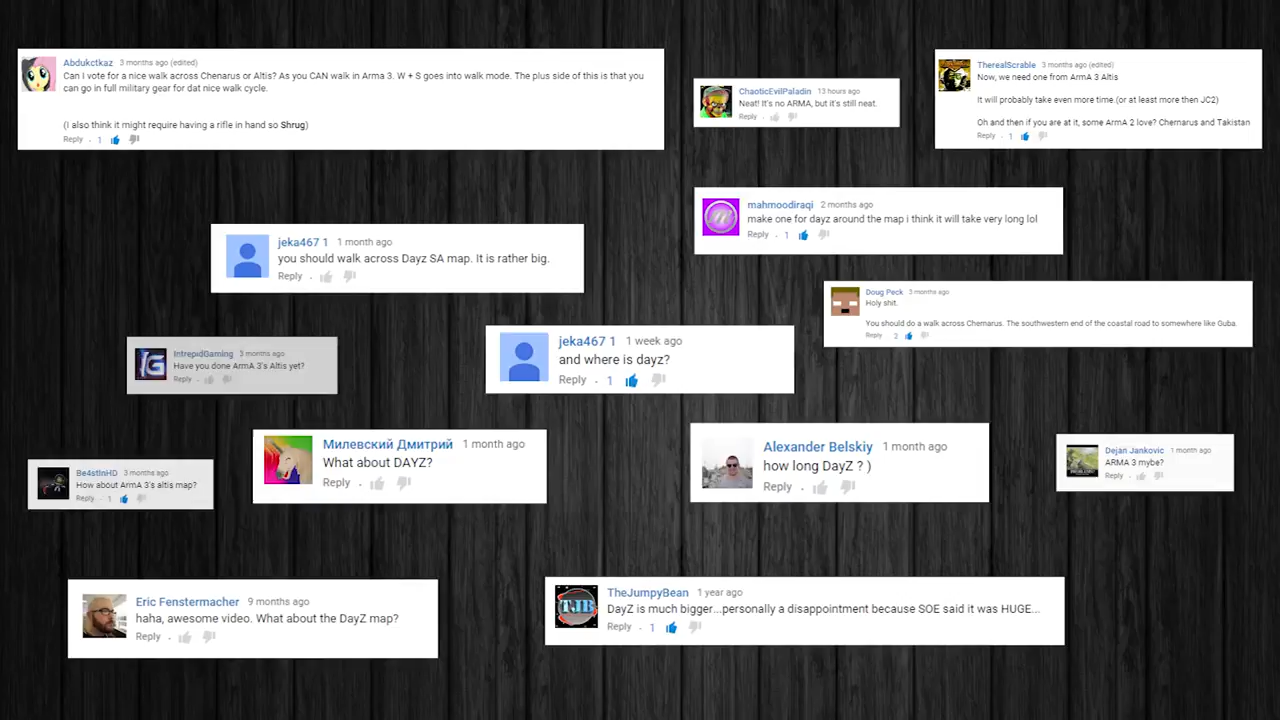 Abdukctkaz 3 months ago (edited)
Can I vote for a nice walk across Chenarus or Altis? As you CAN walk in Arma 3. W + S goes into walk mode. The plus side of this is that you
can go in full military gear for dat nice walk cycle.
(I also think it might require having a rifle in hand so Shrug)
Reply · 1
ChaoticEvilPaladin 13 hours ago
Neat! It's no ARMA, but it's still neat.
Reply ·
TherealScrable 3 months ago (edited)
Now, we need one from ArmA 3 Altis
It will probably take even more time.(or at least more then JC2)
Oh and then if you are at it, some ArmA 2 love? Chernarus and Takistan
Reply · 1
mahmoodiraqi 2 months ago
make one for dayz around the map i think it will take very long lol
Reply · 1
jeka467 1 1 month ago
you should walk across Dayz SA map. It is rather big.
Reply ·
Doug Peck 3 months ago
Holy shit.
You should do a walk across Chernarus. The southwestern end of the coastal road to somewhere like Guba.
Reply · 2
IG
IntrepidGaming 3 months ago
Have you done ArmA 3's Altis yet?
Reply ·
jeka467 1 1 week ago
and where is dayz?
Reply · 1
Милевский Дмитрий 1 month ago
What about DAYZ?
Reply ·
Alexander Belskiy 1 month ago
how long DayZ ? )
Reply ·
Dejan Jankovic 1 month ago
ARMA 3 mybe?
Reply ·
Be4stInHD 3 months ago
How about ArmA 3's altis map?
Reply · 1
Eric Fenstermacher 9 months ago
haha, awesome video. What about the DayZ map?
Reply ·
TJB
TheJumpyBean 1 year ago
DayZ is much bigger...personally a disappointment because SOE said it was HUGE...
Reply · 1